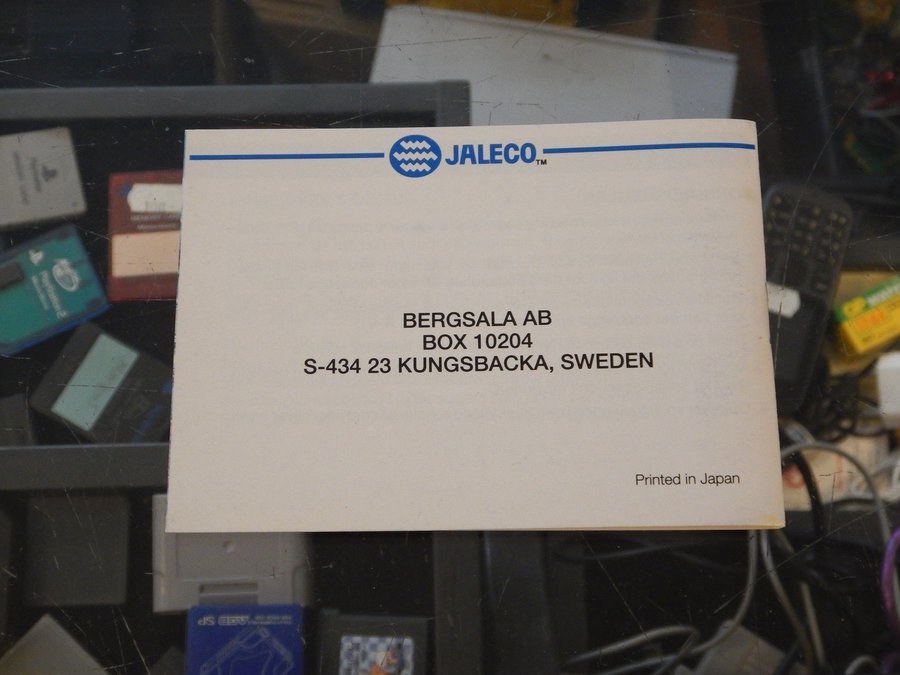 JALECO™
BERGSALA AB
BOX 10204
S-434 23 KUNGSBACKA, SWEDEN
Printed in Japan